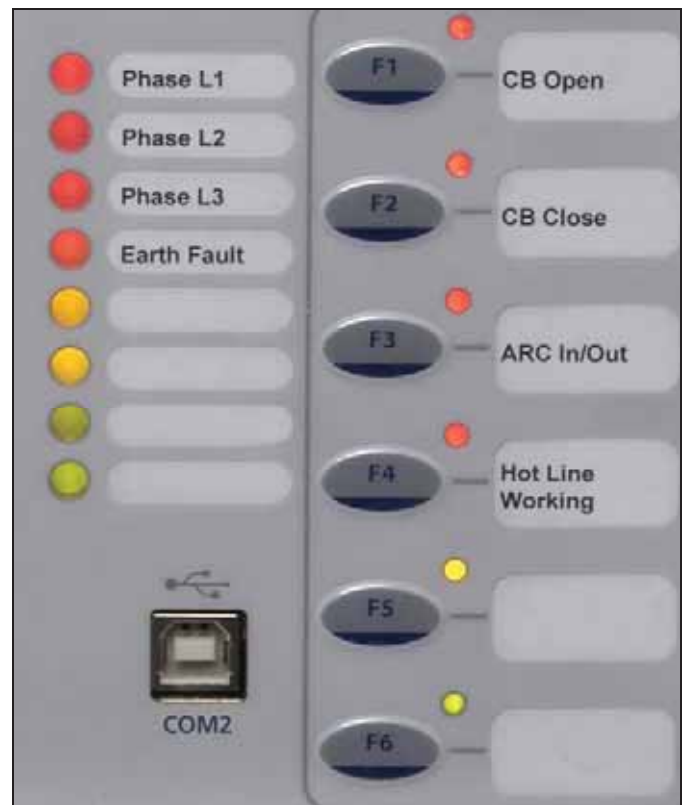 Phase L1
Phase L2
Phase L3
Earth Fault
COM2
F1
CB Open
F2
CB Close
F3
ARC In/Out
F4
Hot Line
Working
F5
F6